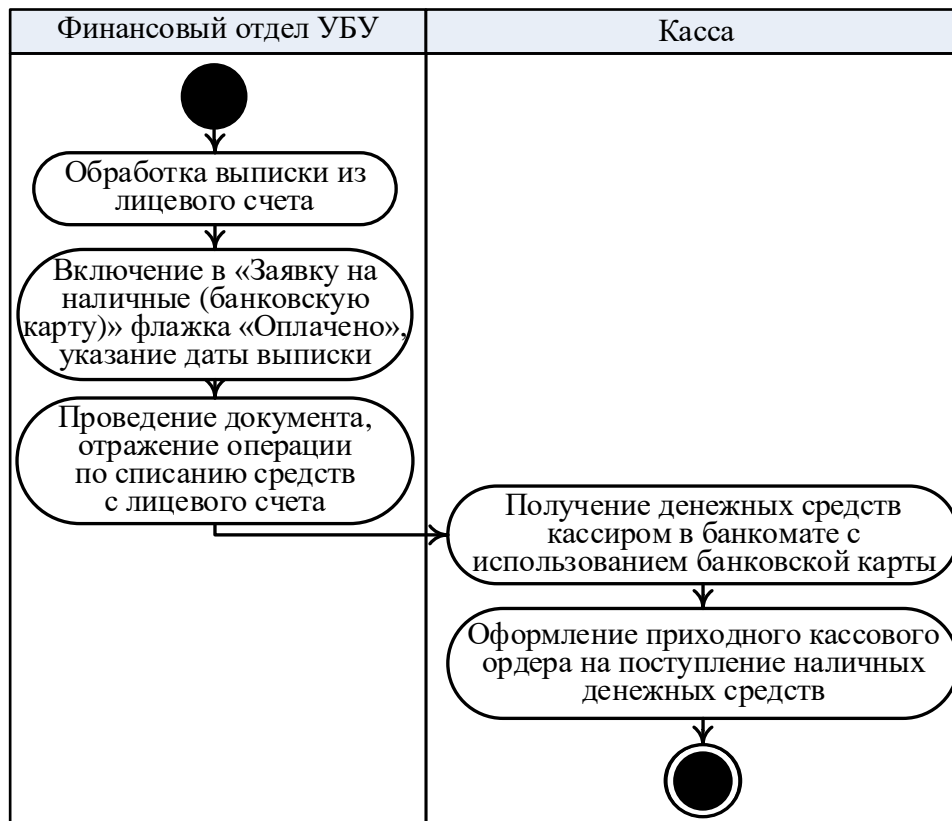 Финансовый отдел УБУ
Касса
Обработка выписки из
лицевого счета
Включение в «Заявку на
наличные (банковскую
карту)» флажка «Оплачено»,
указание даты выписки
Проведение документа,
отражение операции
по списанию средств
с лицевого счета
Получение денежных средств
кассиром в банкомате с
использованием банковской карты
Оформление приходного кассового
ордера на поступление наличных
денежных средств